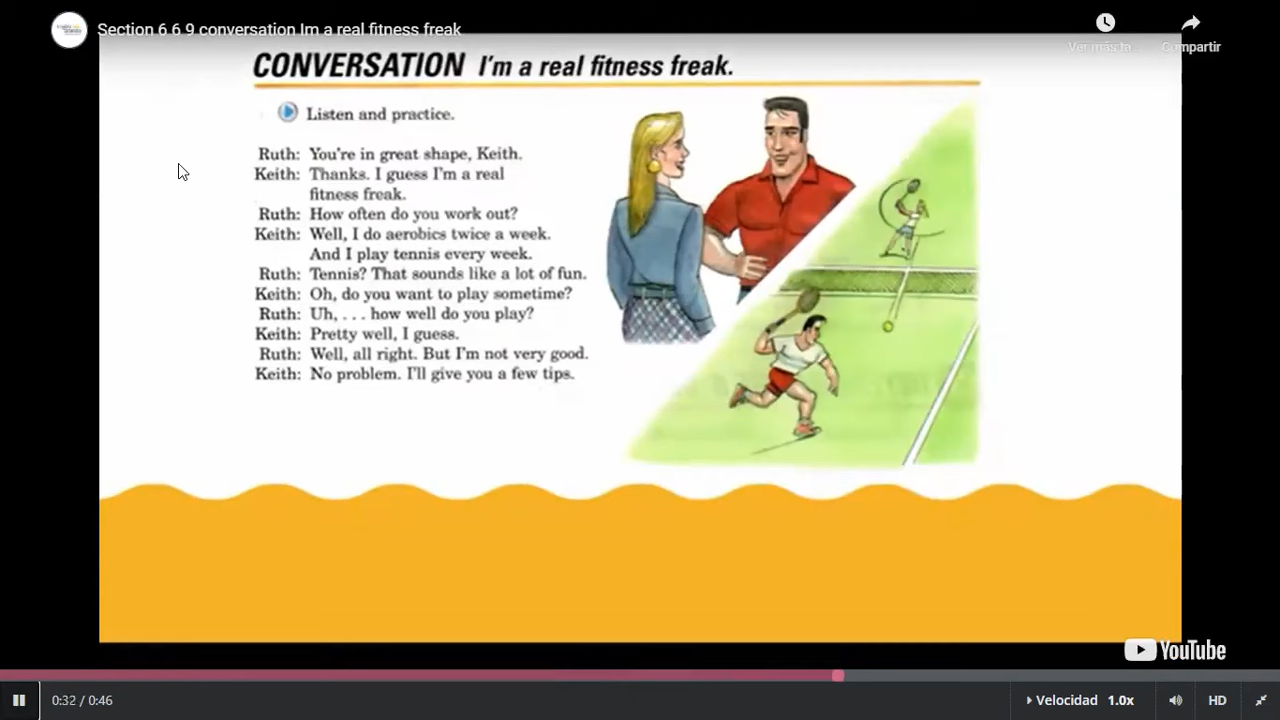 Section 6 6 9 conversation Im a real fitness freak
Ver más ta...
Compartir
CONVERSATION I'm a real fitness freak.
Listen and practice.
Ruth: You're in great shape, Keith.
Keith: Thanks. I guess I'm a real
fitness freak.
Ruth: How often do you work out?
Keith: Well, I do aerobics twice a week.
And I play tennis every week.
Ruth: Tennis? That sounds like a lot of fun.
Keith: Oh, do you want to play sometime?
Ruth: Uh, . . . how well do you play?
Keith: Pretty well, I guess.
Ruth: Well, all right. But I'm not very good.
Keith: No problem. I'll give you a few tips.
YouTube
0:32 / 0:46
Velocidad 1.0x
HD